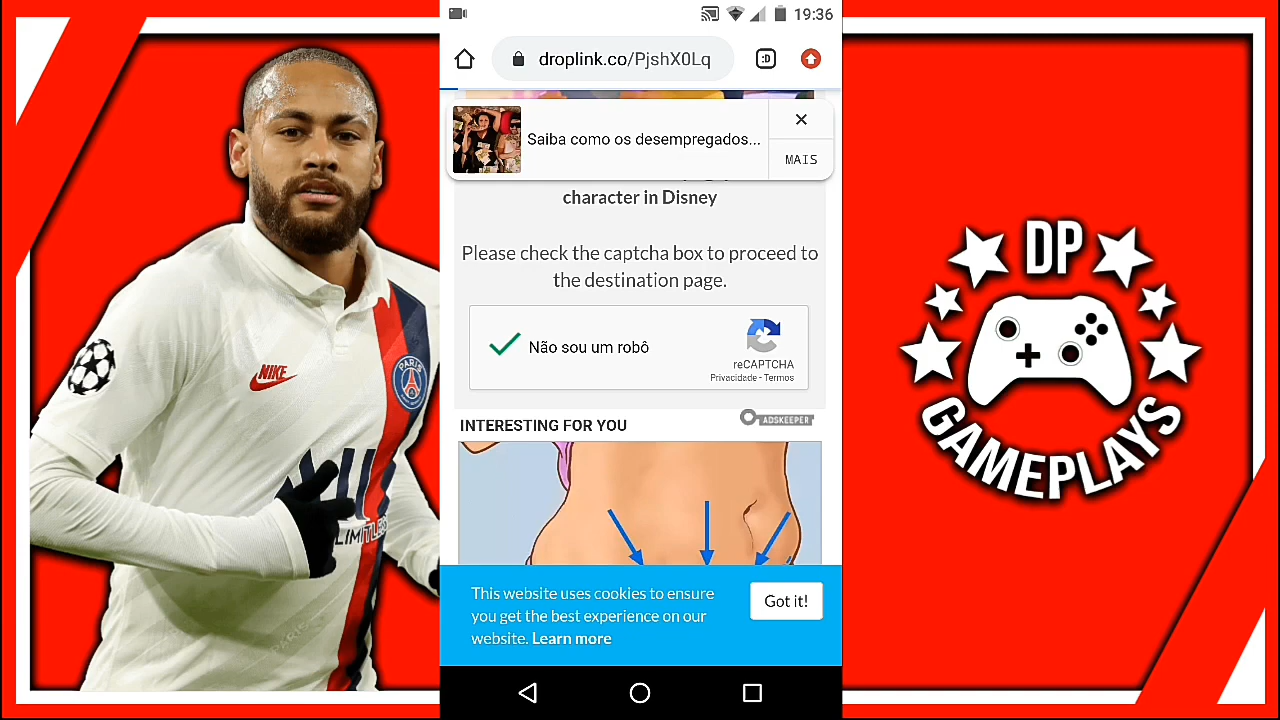 19:36
droplink.co/PjshX0Lq
:D
Saiba como os desempregados...
MAIS
character in Disney
Please check the captcha box to proceed to
the destination page.
Não sou um robô
reCAPTCHA
Privacidade - Termos
INTERESTING FOR YOU
ADSKEEPER
This website uses cookies to ensure
you get the best experience on our
website. Learn more
Got it!
NIKE
PARIS
ALL
LIMITLES
DP
GAMEPLAYS